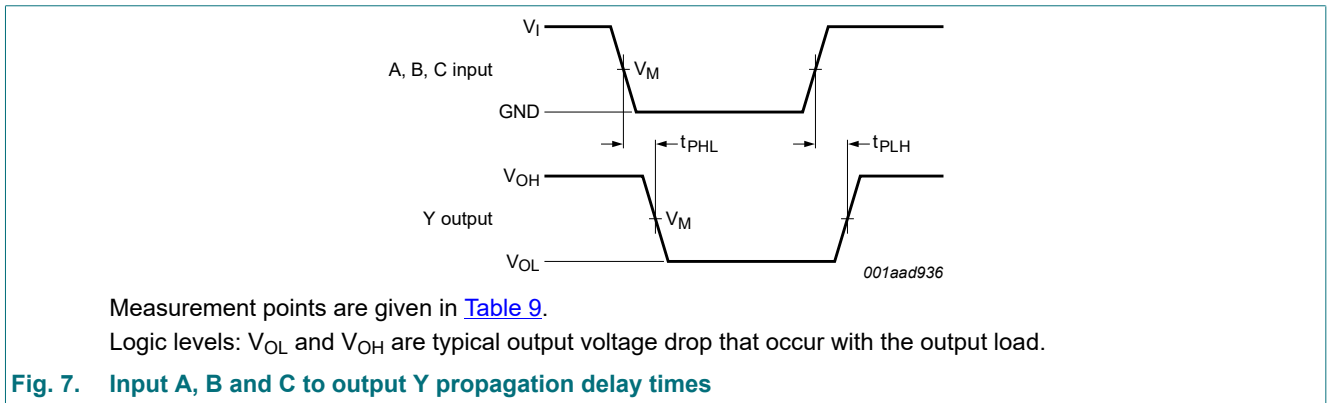 VI
A, B, C input
VM
GND
tPHL
tPLH
VOH
Y output
VM
VOL
001aad936
Measurement points are given in Table 9.
Logic levels: VOL and VOH are typical output voltage drop that occur with the output load.
Fig. 7. Input A, B and C to output Y propagation delay times